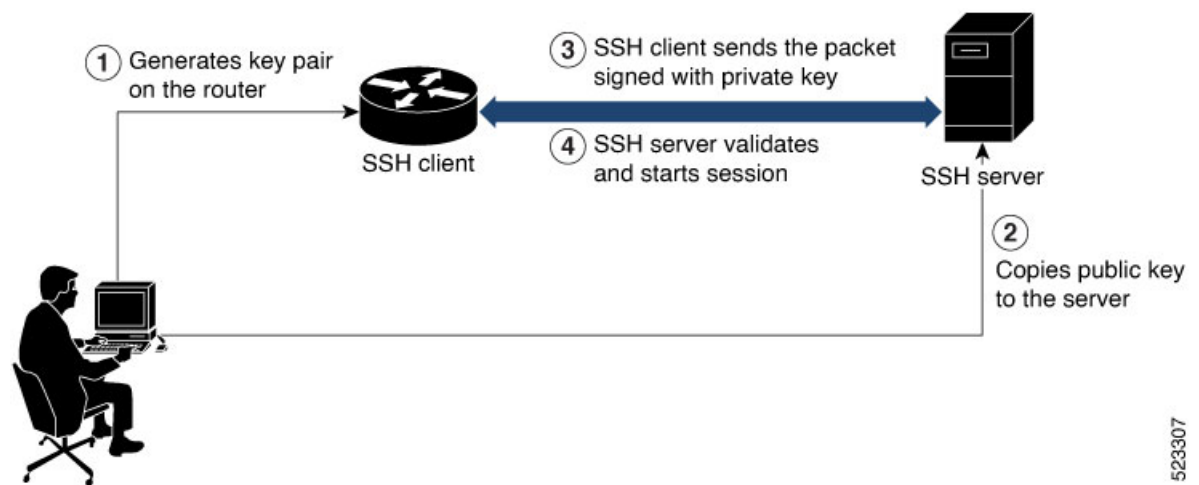 1 Generates key pair
on the router
SSH client
3 SSH client sends the packet
signed with private key
4 SSH server validates
and starts session
SSH server
2
Copies public key
to the server
523307